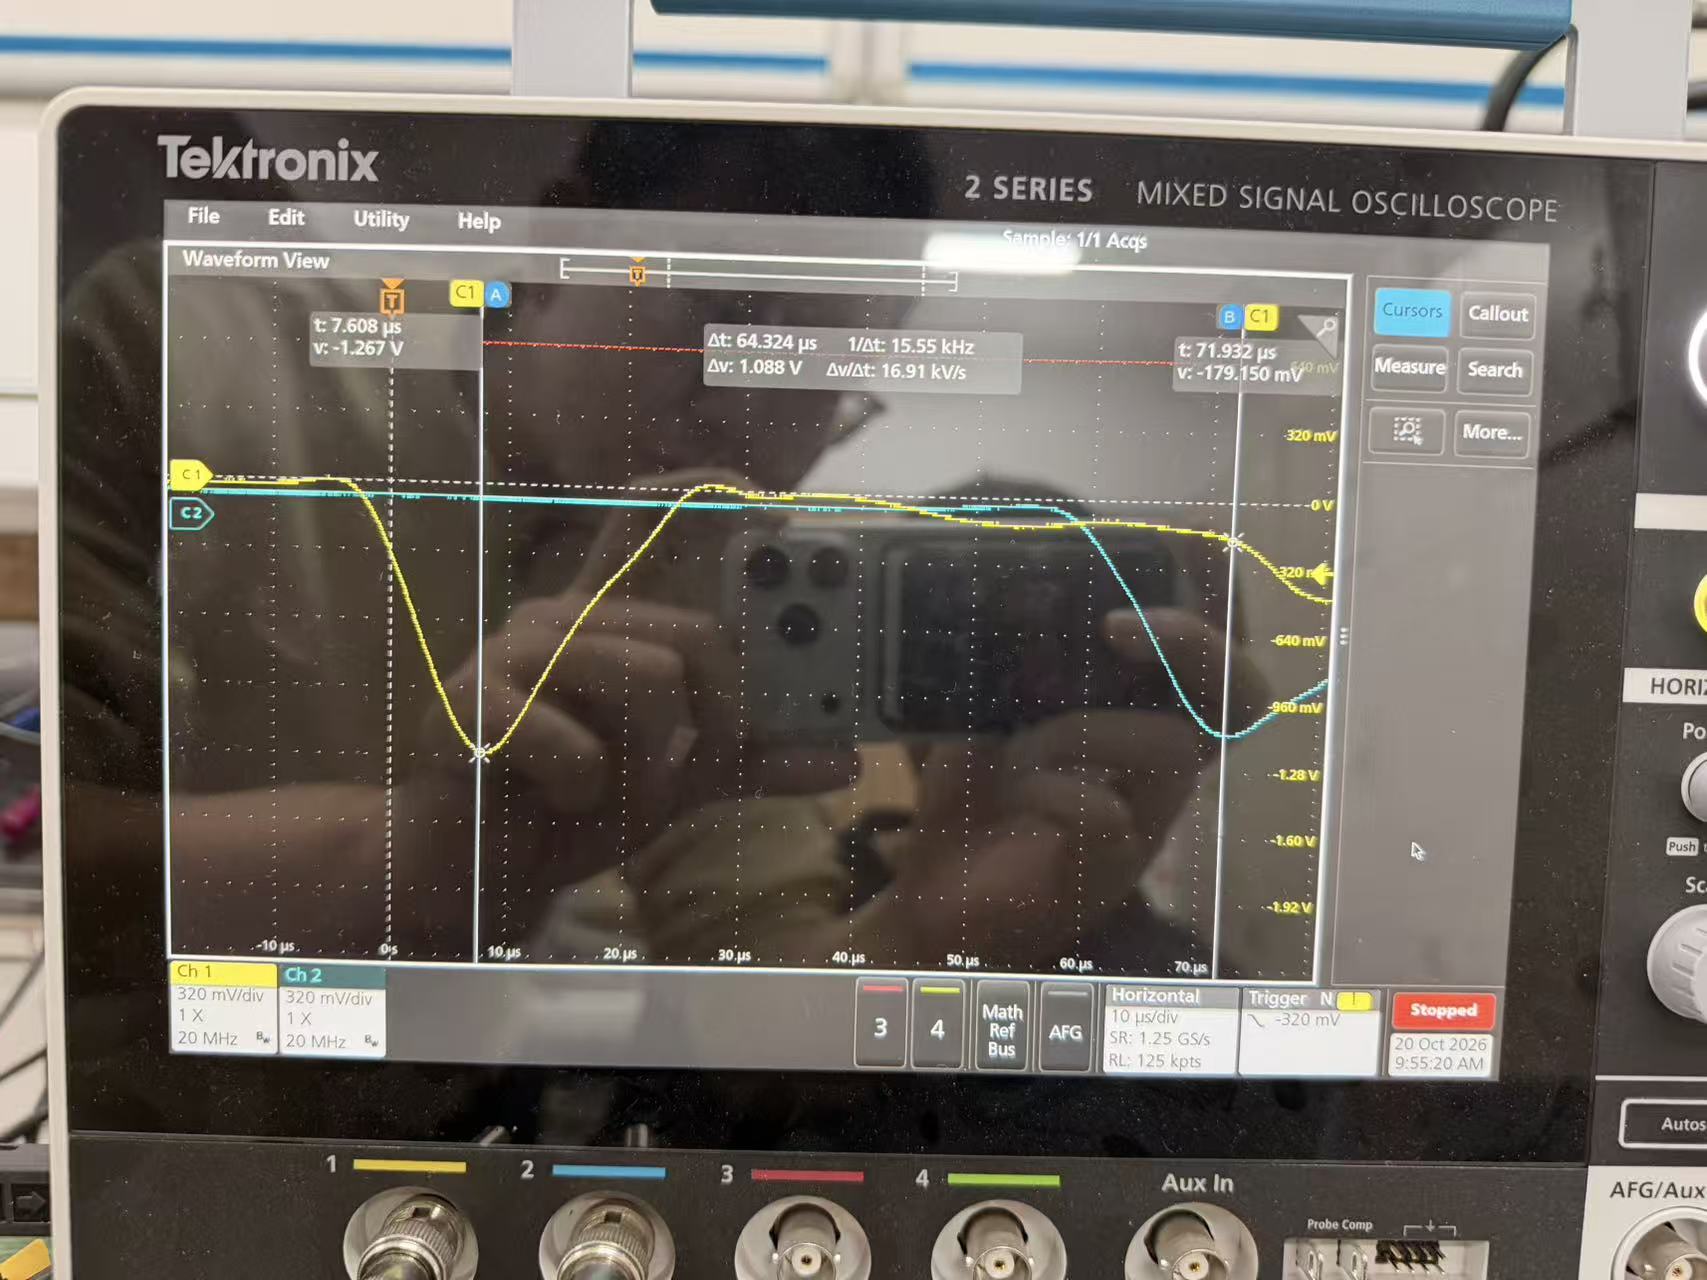 Tektronix
2 SERIES MIXED SIGNAL OSCILLOSCOPE
File Edit Utility Help
Sample: 1/1 Acqs
Waveform View
T
T
C1 A
B C1
t: 7.608 µs
v: -1.267 V
Δt: 64.324 µs 1/Δt: 15.55 kHz
Δv: 1.088 V Δv/Δt: 16.91 kV/s
t: 71.932 µs
v: -179.150 mV
Cursors Callout
Measure Search
More...
320 mV
C1
0 V
C2
-640 mV
-960 mV
-1.28 V
-1.60 V
-1.92 V
-10 µs 0 s 10 µs 20 µs 30 µs 40 µs 50 µs 60 µs 70 µs
Ch 1
320 mV/div
1 X
20 MHz Bw
Ch 2
320 mV/div
1 X
20 MHz Bw
3
4
Math
Ref
Bus
AFG
Horizontal
10 µs/div
SR: 1.25 GS/s
RL: 125 kpts
Trigger N 1
-320 mV
Stopped
20 Oct 2026
9:55:20 AM
Push
1 2 3 4 Aux In
Probe Comp